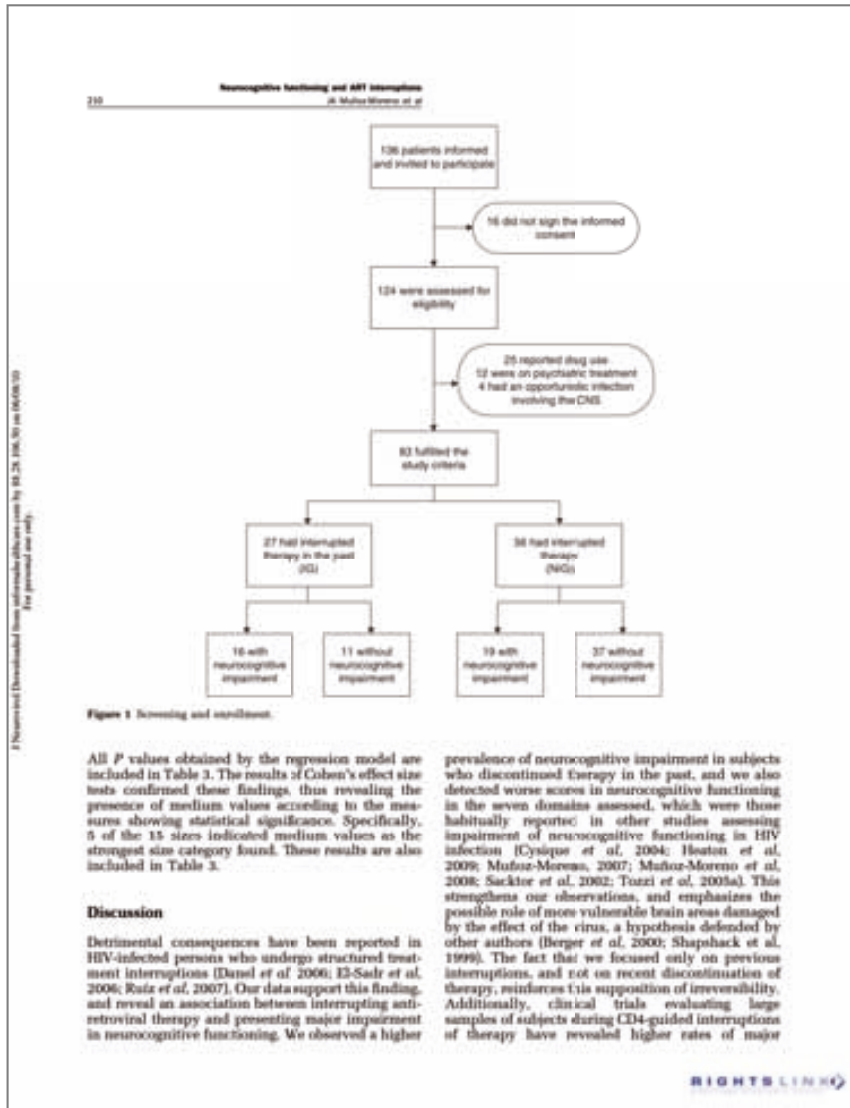 Neurocognitive functioning and ART interruptions
210 JA Muñoz-Moreno et al
136 patients informed
and invited to participate
16 did not sign the informed
consent
124 were assessed for
eligibility
25 reported drug use
12 were on psychiatric treatment
4 had an opportunistic infection
involving the CNS
83 fulfilled the
study criteria
27 had interrupted
therapy in the past
(IG)
56 had interrupted
therapy
(NIG)
16 with
neurocognitive
impairment
11 without
neurocognitive
impairment
19 with
neurocognitive
impairment
37 without
neurocognitive
impairment
Figure 1 Screening and enrollment.
J Neurovirol Downloaded from informahealthcare.com by on
For personal use only.
All P values obtained by the regression model are
included in Table 3. The results of Cohen's effect size
tests confirmed these findings, thus revealing the
presence of medium values according to the mea-
sures showing statistical significance. Specifically,
5 of the 15 sizes indicated medium values as the
strongest size category found. These results are also
included in Table 3.
Discussion
Detrimental consequences have been reported in
HIV-infected persons who undergo structured treat-
ment interruptions (Danel et al 2006; El-Sadr et al,
2006; Ruiz et al, 2007). Our data support this finding,
and reveal an association between interrupting anti-
retroviral therapy and presenting major impairment
in neurocognitive functioning. We observed a higher
prevalence of neurocognitive impairment in subjects
who discontinued therapy in the past, and we also
detected worse scores in neurocognitive functioning
in the seven domains assessed, which were those
habitually reported in other studies assessing
impairment of neurocognitive functioning in HIV
infection (Cysique et al, 2004; Heaton et al,
2009; Muñoz-Moreno, 2007; Muñoz-Moreno et al,
2008; Sacktor et al, 2002; Tozzi et al, 2005a). This
strengthens our observations, and emphasizes the
possible role of more vulnerable brain areas damaged
by the effect of the virus, a hypothesis defended by
other authors (Berger et al, 2000; Shapshack et al,
1999). The fact that we focused only on previous
interruptions, and not on recent discontinuation of
therapy, reinforces this supposition of irreversibility.
Additionally, clinical trials evaluating large
samples of subjects during CD4-guided interruptions
of therapy have revealed higher rates of major
RIGHTSLINK